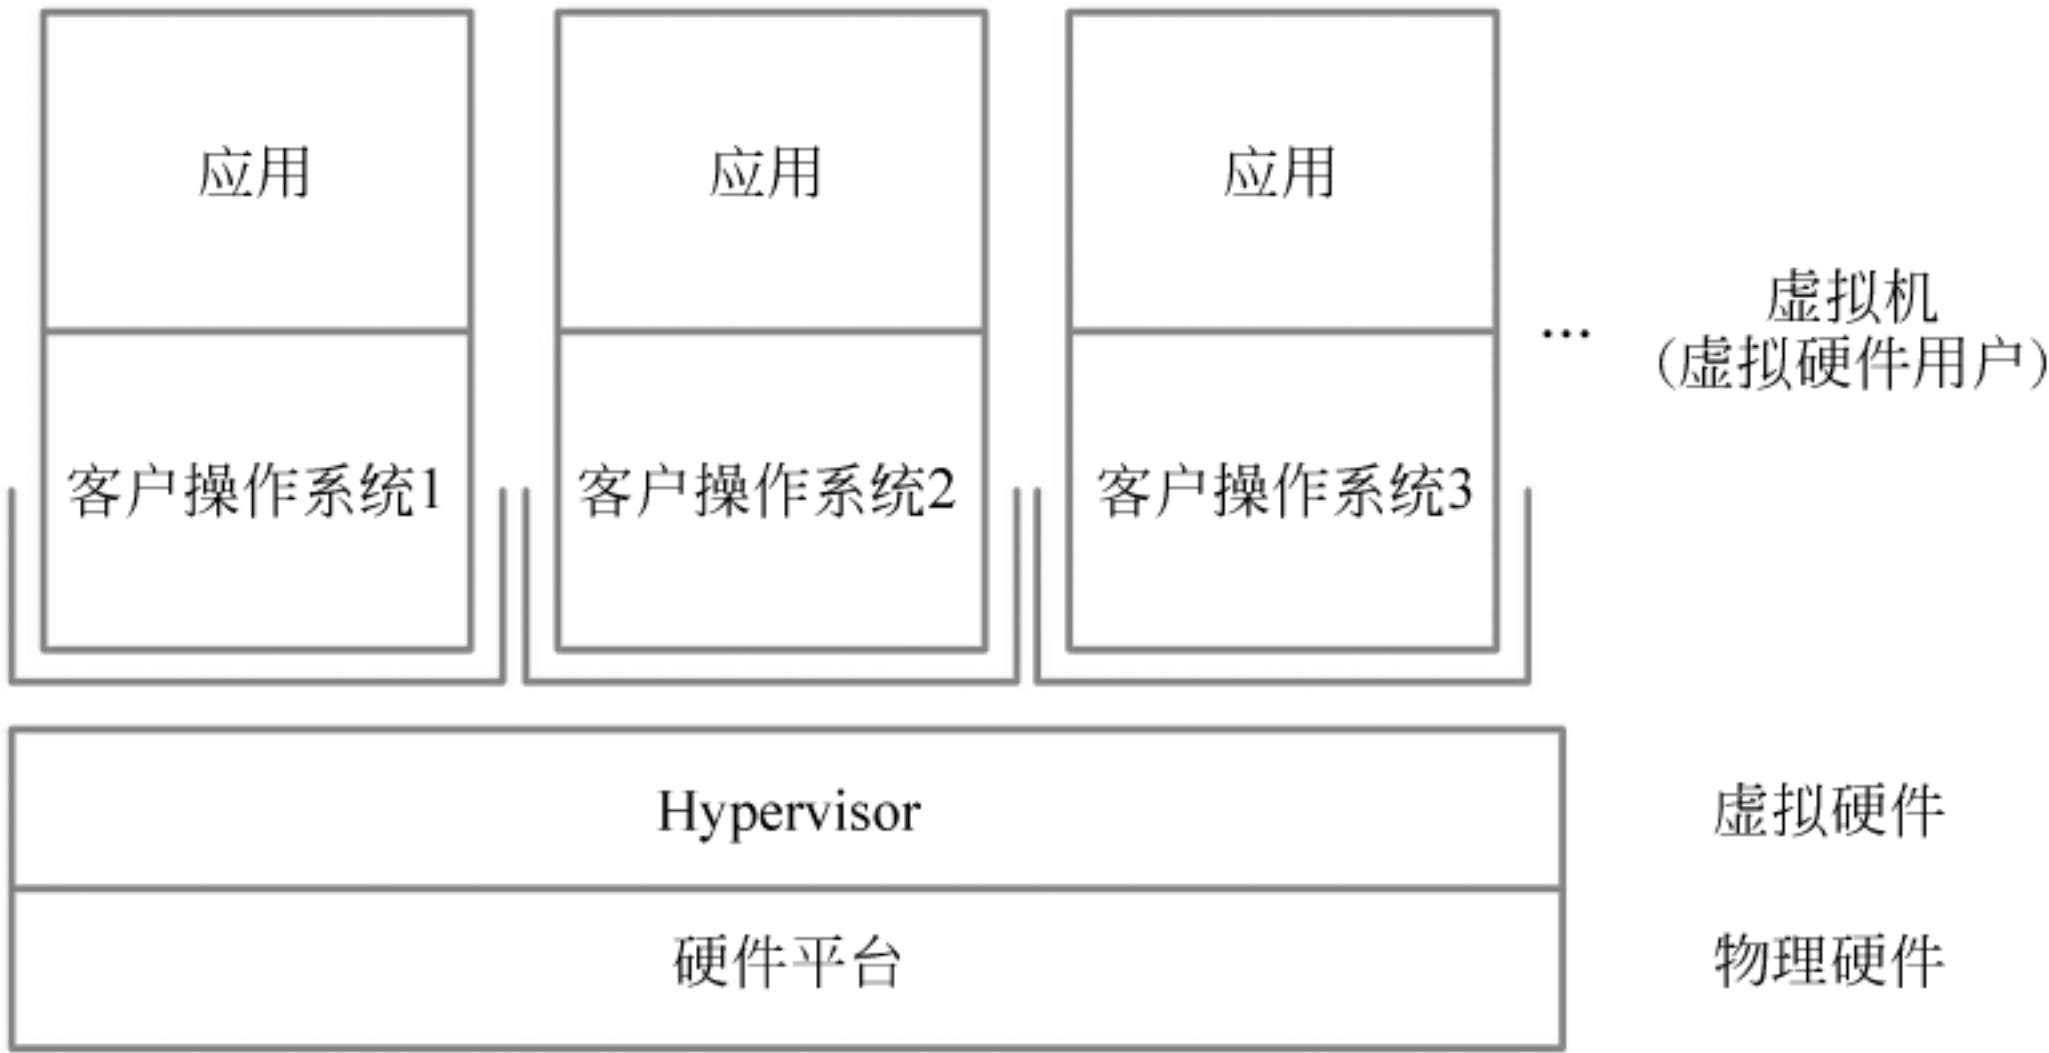 应用
应用
应用
客户操作系统1
客户操作系统2
客户操作系统3
...
虚拟机
(虚拟硬件用户)
Hypervisor
虚拟硬件
硬件平台
物理硬件